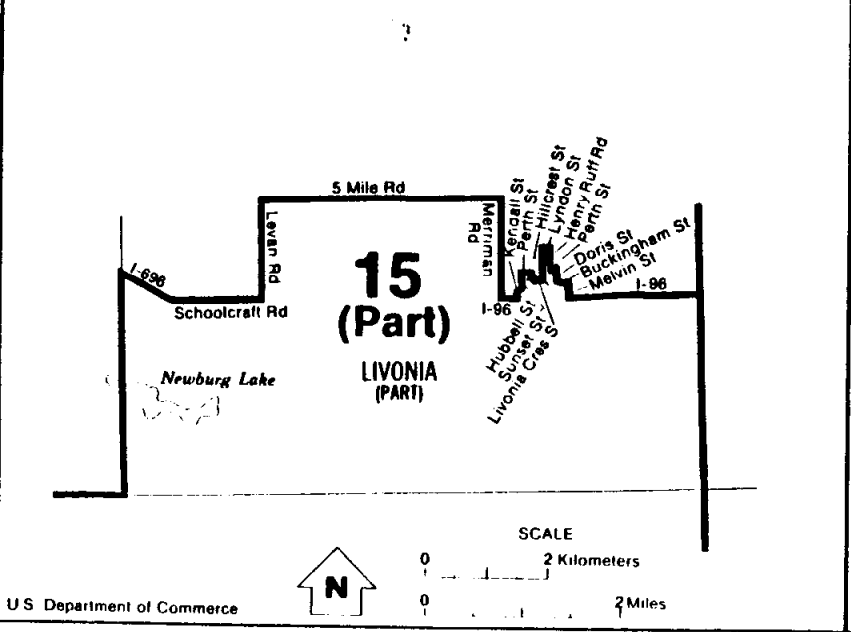 5 Mile Rd
Levan Rd
Merriman
Rd
Kendall St
Perth St
Hillcrest St
Lyndon St
Henry Ruff Rd
Perth St
Doris St
Buckingham St
Melvin St
I-696
Schoolcraft Rd
I-96
I-96
15
(Part)
LIVONIA
(PART)
Hubbell St
Sunset St
Livonia Cres S
Newburg Lake
SCALE
0 2 Kilometers
N
0 2 Miles
U S Department of Commerce